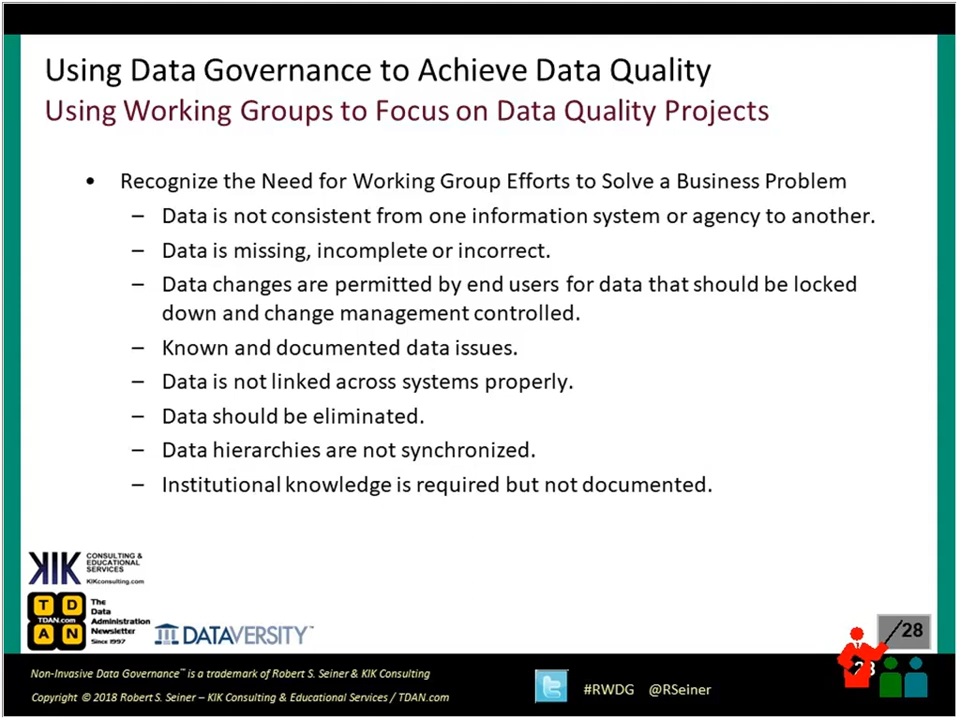 Using Data Governance to Achieve Data Quality
Using Working Groups to Focus on Data Quality Projects
• Recognize the Need for Working Group Efforts to Solve a Business Problem
– Data is not consistent from one information system or agency to another.
– Data is missing, incomplete or incorrect.
– Data changes are permitted by end users for data that should be locked
down and change management controlled.
– Known and documented data issues.
– Data is not linked across systems properly.
– Data should be eliminated.
– Data hierarchies are not synchronized.
– Institutional knowledge is required but not documented.
KIK
CONSULTING &
EDUCATIONAL
SERVICES
KIKconsulting.com
T D
TDAN.com
A N
The
Data
Administration
Newsletter
Since 1997
DATAVERSITY™
28
Non-Invasive Data Governance™ is a trademark of Robert S. Seiner & KIK Consulting
Copyright © 2018 Robert S. Seiner – KIK Consulting & Educational Services / TDAN.com
#RWDG @RSeiner